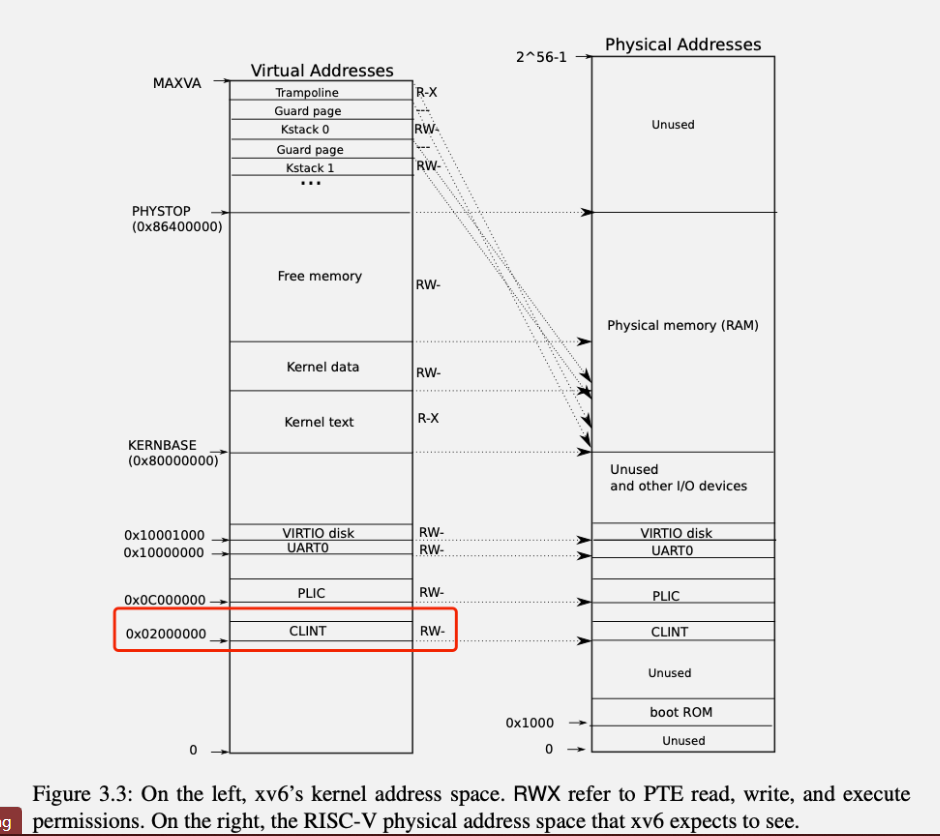 Physical Addresses
2^56-1
Virtual Addresses
MAXVA
Trampoline
R-X
Guard page
---
Kstack 0
RW-
Guard page
---
Kstack 1
RW-
...
Unused
PHYSTOP
(0x86400000)
Free memory
RW-
Physical memory (RAM)
Kernel data
RW-
Kernel text
R-X
KERNBASE
(0x80000000)
Unused
and other I/O devices
0x10001000
VIRTIO disk
RW-
VIRTIO disk
0x10000000
UART0
RW-
UART0
0x0C000000
PLIC
RW-
PLIC
0x02000000
CLINT
RW-
CLINT
Unused
boot ROM
0x1000
Unused
0
0
Figure 3.3: On the left, xv6's kernel address space. RWX refer to PTE read, write, and execute
permissions. On the right, the RISC-V physical address space that xv6 expects to see.